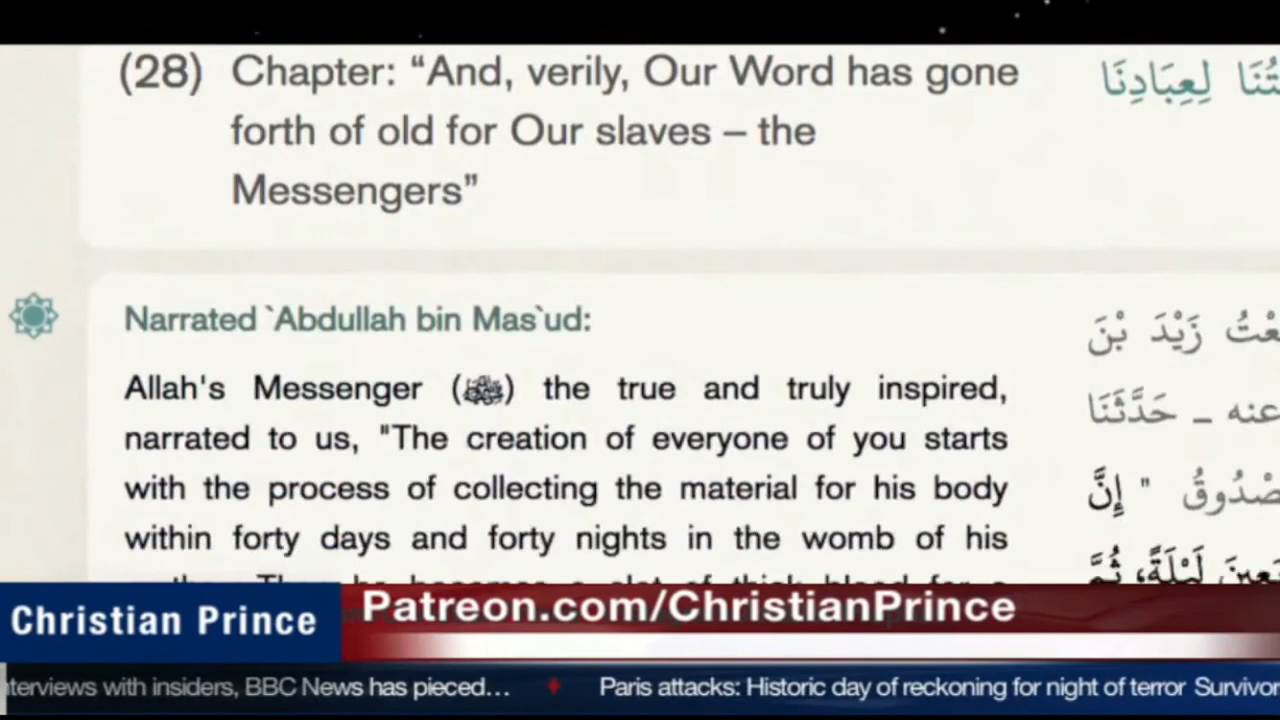 (28) Chapter: “And, verily, Our Word has gone
forth of old for Our slaves – the
Messengers”
لِعِبَادِنَا
Narrated `Abdullah bin Mas`ud:
Allah's Messenger (ﷺ) the true and truly inspired,
narrated to us, "The creation of everyone of you starts
with the process of collecting the material for his body
within forty days and forty nights in the womb of his
زَيْدَ بْنَ
عنه ـ حَدَّثَنَا
" إِنَّ
لَيْلَةً، ثُمَّ
Christian Prince
Patreon.com/ChristianPrince
with insiders, BBC News has pieced...
Paris attacks: Historic day of reckoning for night of terror